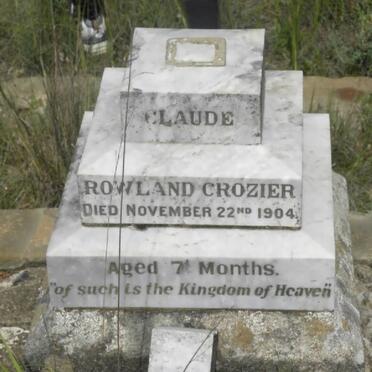 CLAUDE
ROWLAND CROZIER
DIED NOVEMBER 22ND 1904.
Aged 7 Months.
"of such is the Kingdom of Heaven"